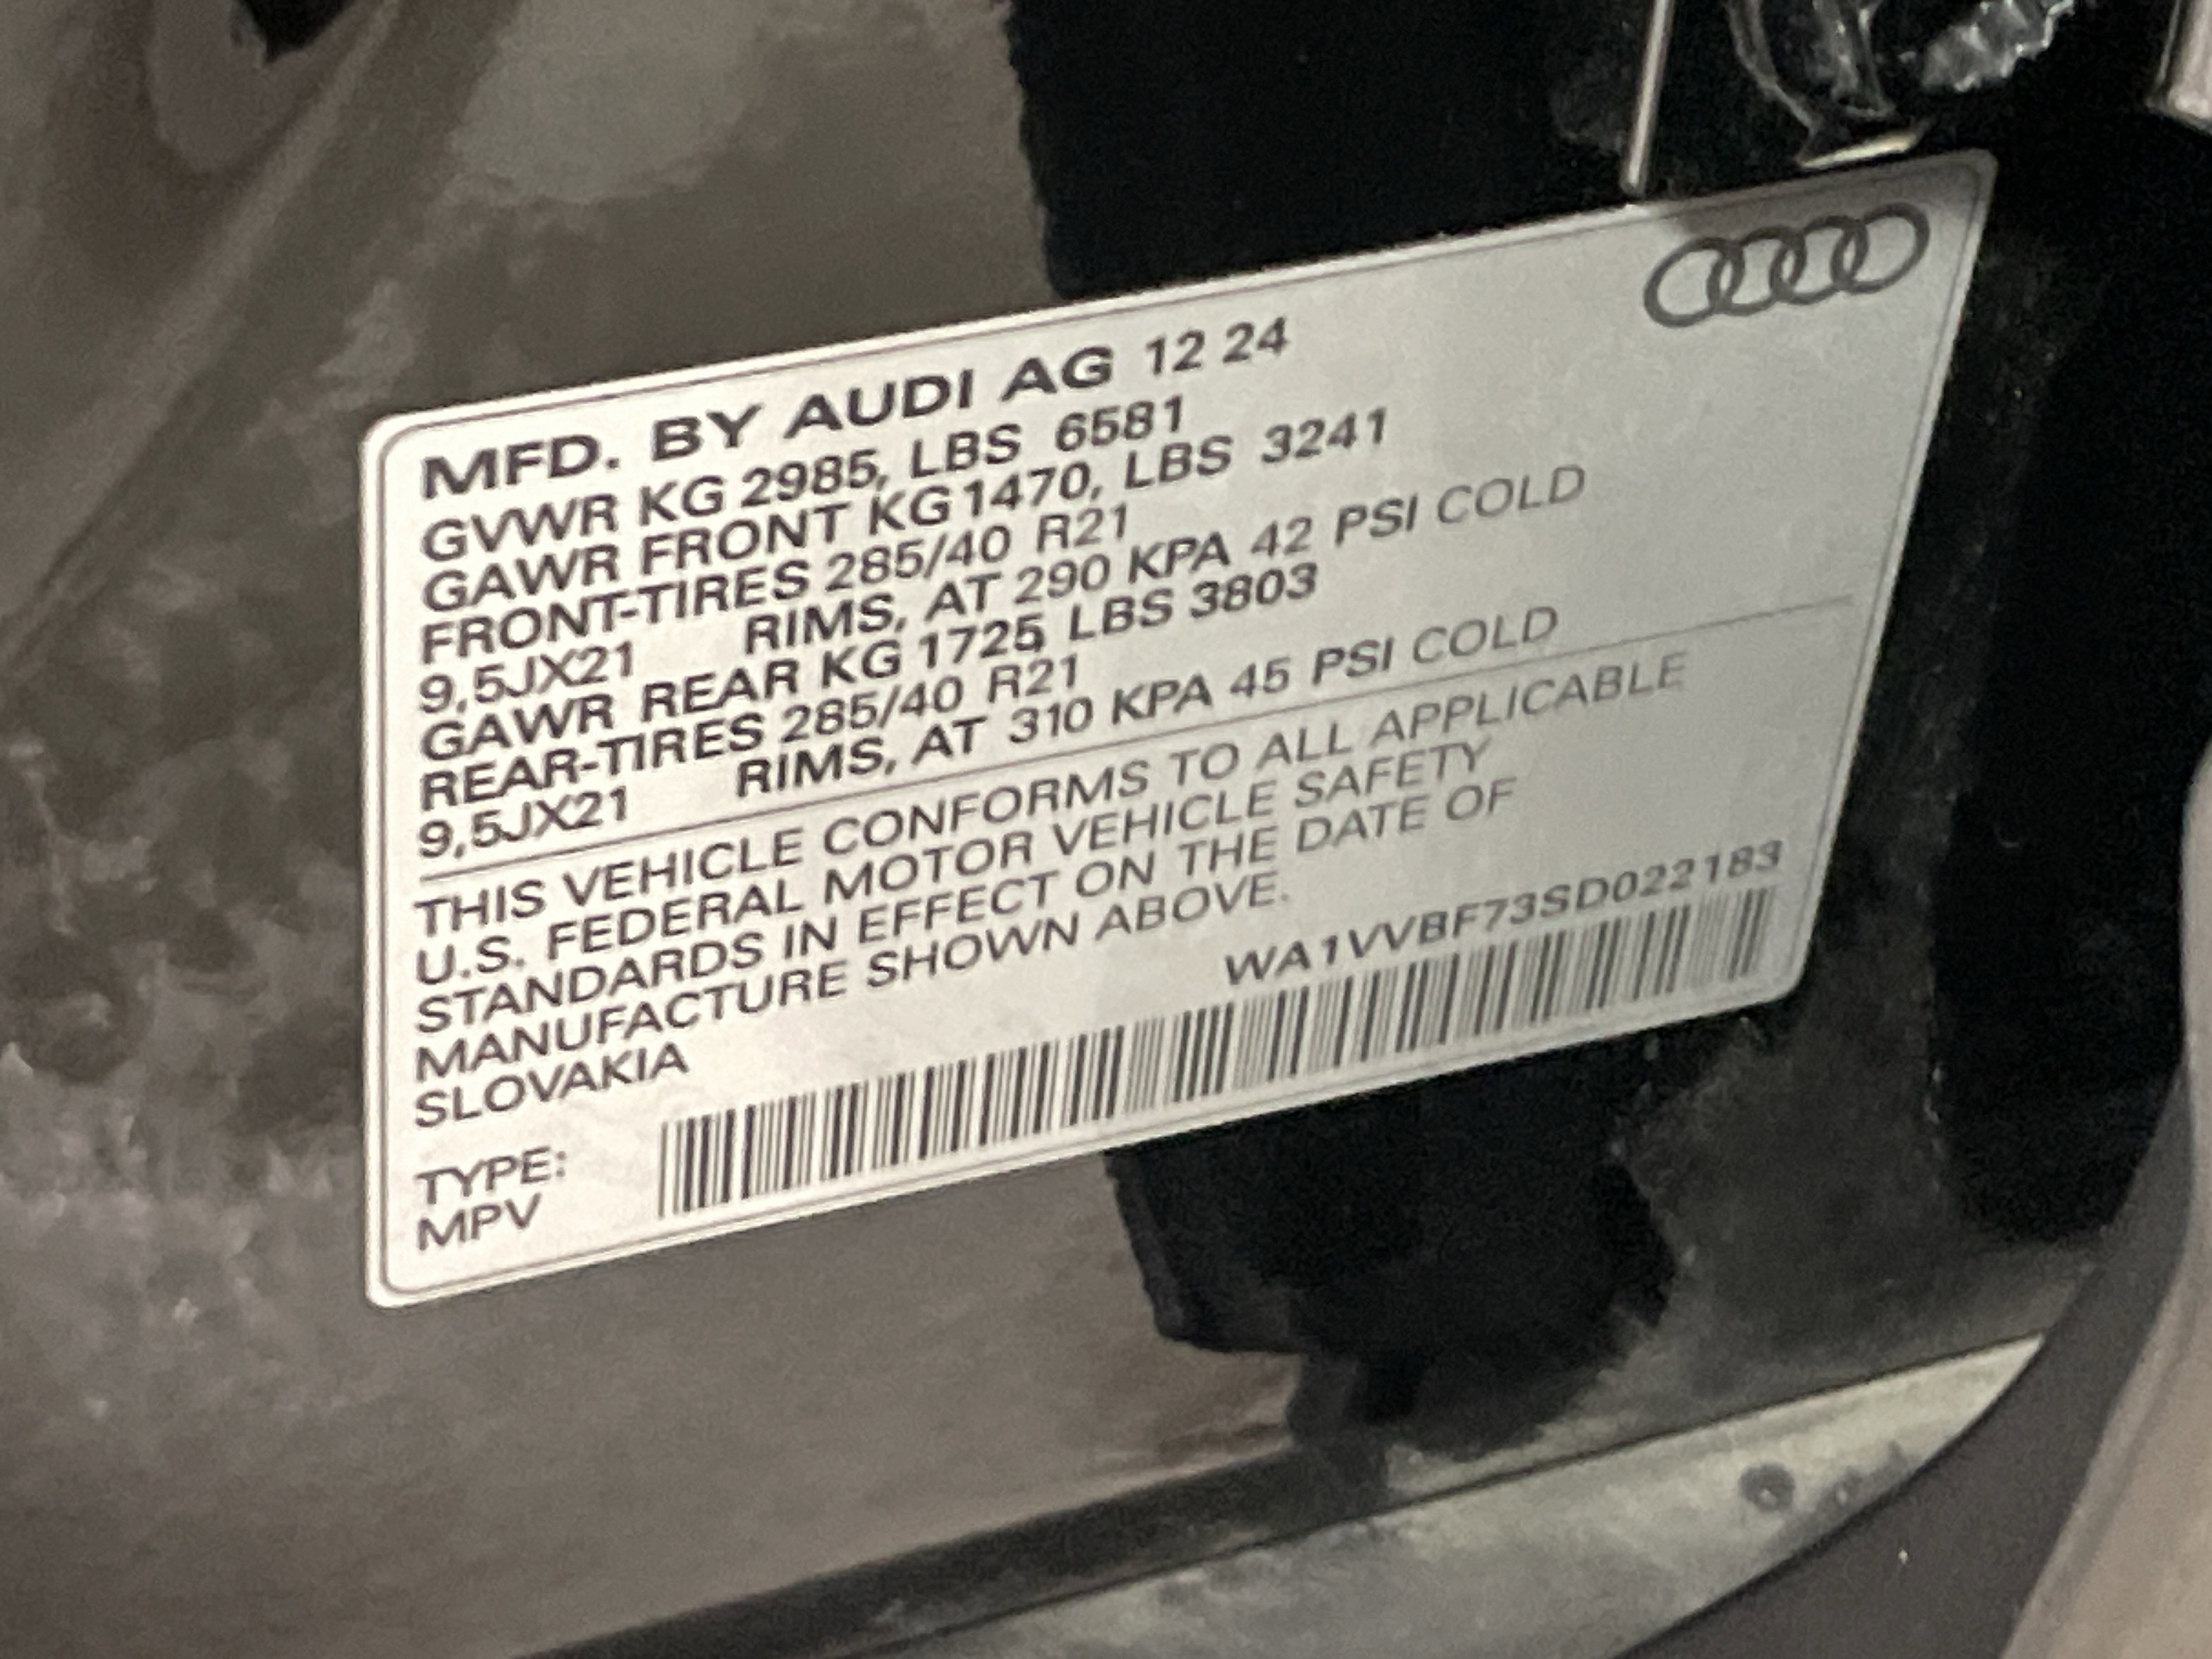 MFD. BY AUDI AG 12 24
GVWR KG 2985, LBS 6581
GAWR FRONT KG 1470, LBS 3241
FRONT-TIRES 285/40 R21
9,5JX21 RIMS, AT 290 KPA 42 PSI COLD
GAWR REAR KG 1725, LBS 3803
REAR-TIRES 285/40 R21
9,5JX21 RIMS, AT 310 KPA 45 PSI COLD
THIS VEHICLE CONFORMS TO ALL APPLICABLE
U.S. FEDERAL MOTOR VEHICLE SAFETY
STANDARDS IN EFFECT ON THE DATE OF
MANUFACTURE SHOWN ABOVE.
SLOVAKIA
WA1VVBF73SD022183
TYPE:
MPV